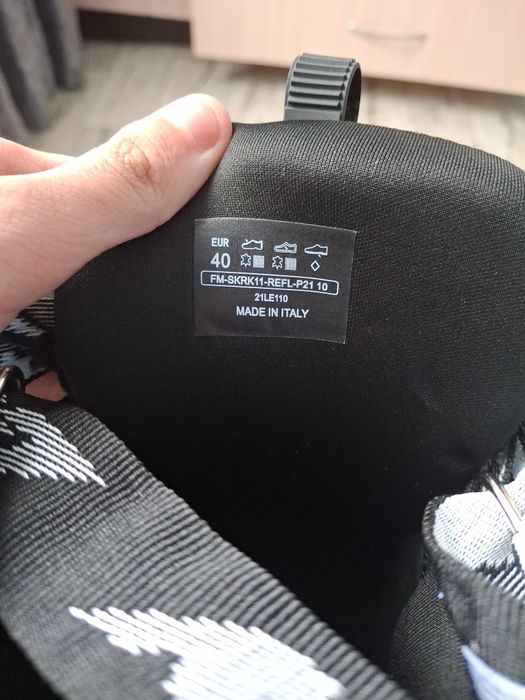 EUR
40
FM-SKRK11-REFL-P21 10
21LE110
MADE IN ITALY